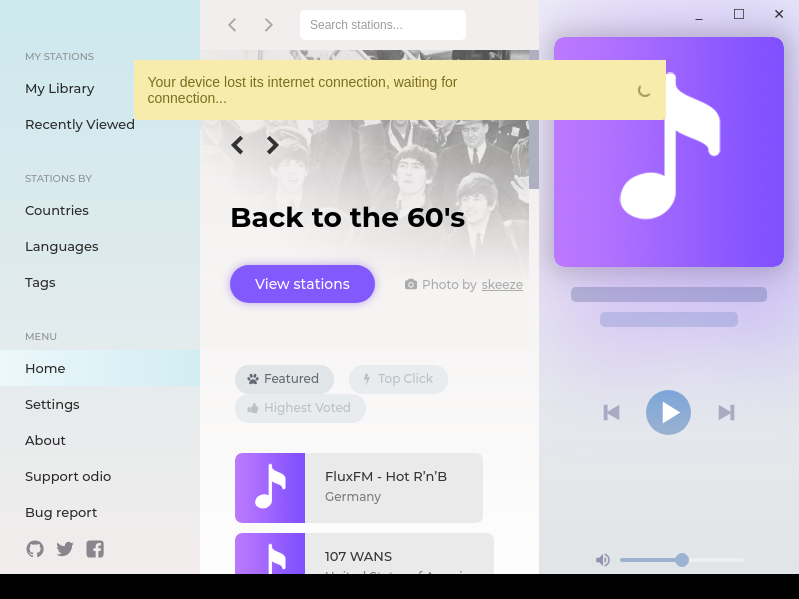 Search stations...
MY STATIONS
My Library
Recently Viewed
Your device lost its internet connection, waiting for
connection...
STATIONS BY
Countries
Languages
Tags
MENU
Home
Settings
About
Support odio
Bug report
Back to the 60's
View stations
Photo by skeeze
Featured
Top Click
Highest Voted
FluxFM - Hot R'n'B
Germany
107 WANS